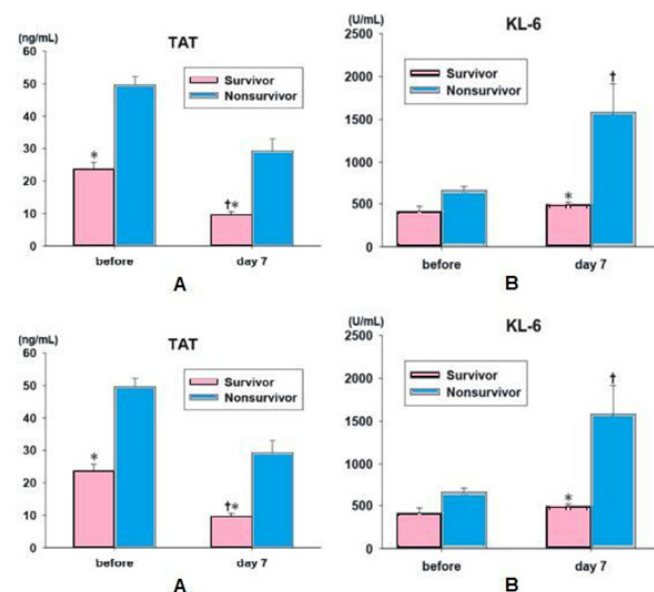 TAT
(ng/mL)
60
50
40
30
20
10
0
Survivor
Nonsurvivor
*
†*
before
day 7
A
KL-6
(U/mL)
2500
2000
1500
1000
500
0
Survivor
Nonsurvivor
*
†
before
day 7
B
TAT
(ng/mL)
60
50
40
30
20
10
0
Survivor
Nonsurvivor
*
†*
before
day 7
A
KL-6
(U/mL)
2500
2000
1500
1000
500
0
Survivor
Nonsurvivor
*
†
before
day 7
B